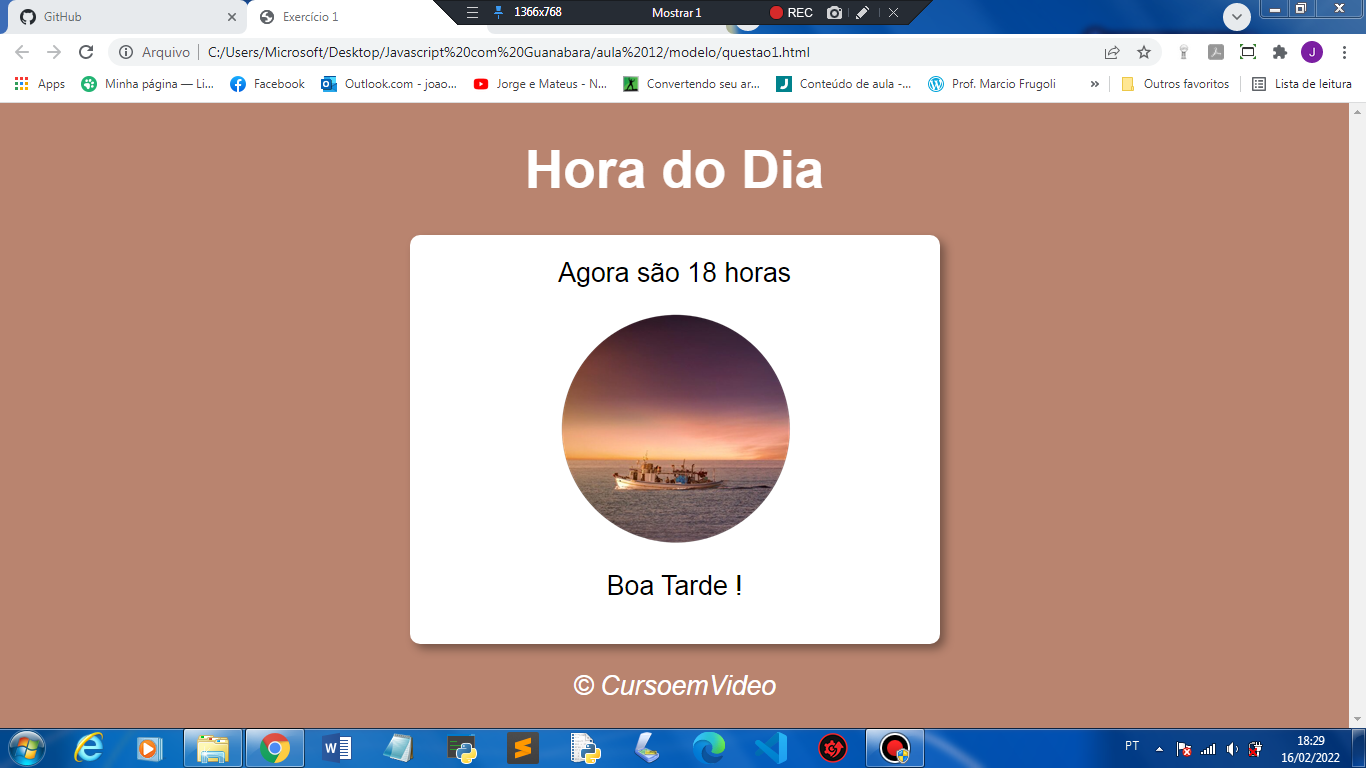 GitHub
Exercício 1
1366x768
Mostrar 1
REC
Arquivo
C:/Users/Microsoft/Desktop/Javascript%20com%20Guanabara/aula%2012/modelo/questao1.html
J
Apps
Minha página — Li...
Facebook
Outlook.com - joao...
Jorge e Mateus - N...
Convertendo seu ar...
Conteúdo de aula -...
Prof. Marcio Frugoli
»
Outros favoritos
Lista de leitura
Hora do Dia
Agora são 18 horas
Boa Tarde !
© CursoemVideo
PT
18:29
16/02/2022